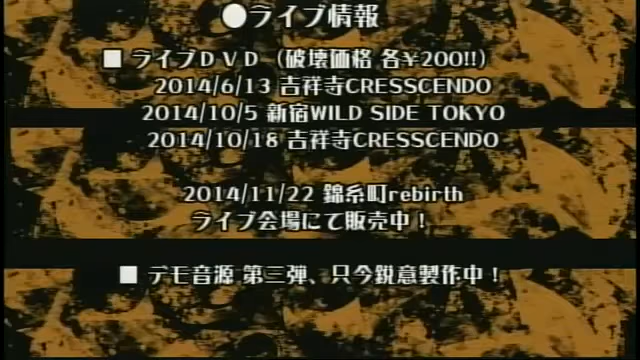 ●ライブ情報
■ ライブＤＶＤ（破壊価格 各¥200!!）
2014/6/13 吉祥寺CRESSCENDO
2014/10/5 新宿WILD SIDE TOKYO
2014/10/18 吉祥寺CRESSCENDO
2014/11/22 錦糸町rebirth
ライブ会場にて販売中！
■ デモ音源 第三弾、只今鋭意製作中！